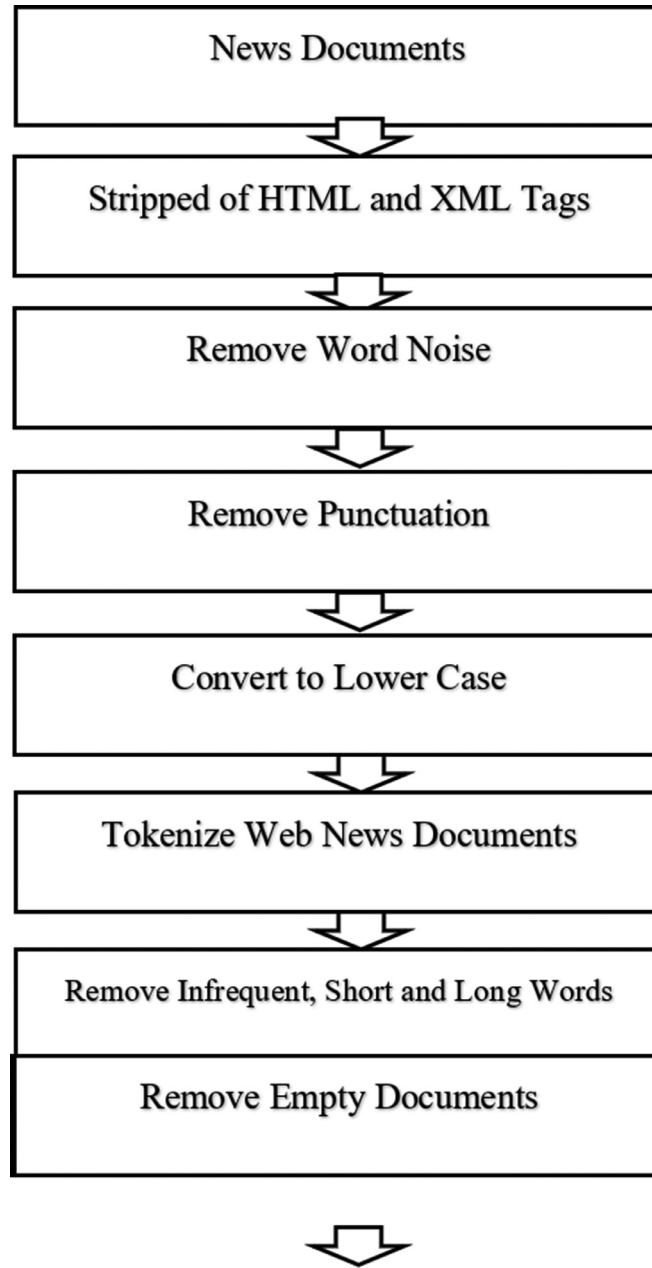 News Documents
Stripped of HTML and XML Tags
Remove Word Noise
Remove Punctuation
Convert to Lower Case
Tokenize Web News Documents
Remove Infrequent, Short and Long Words
Remove Empty Documents